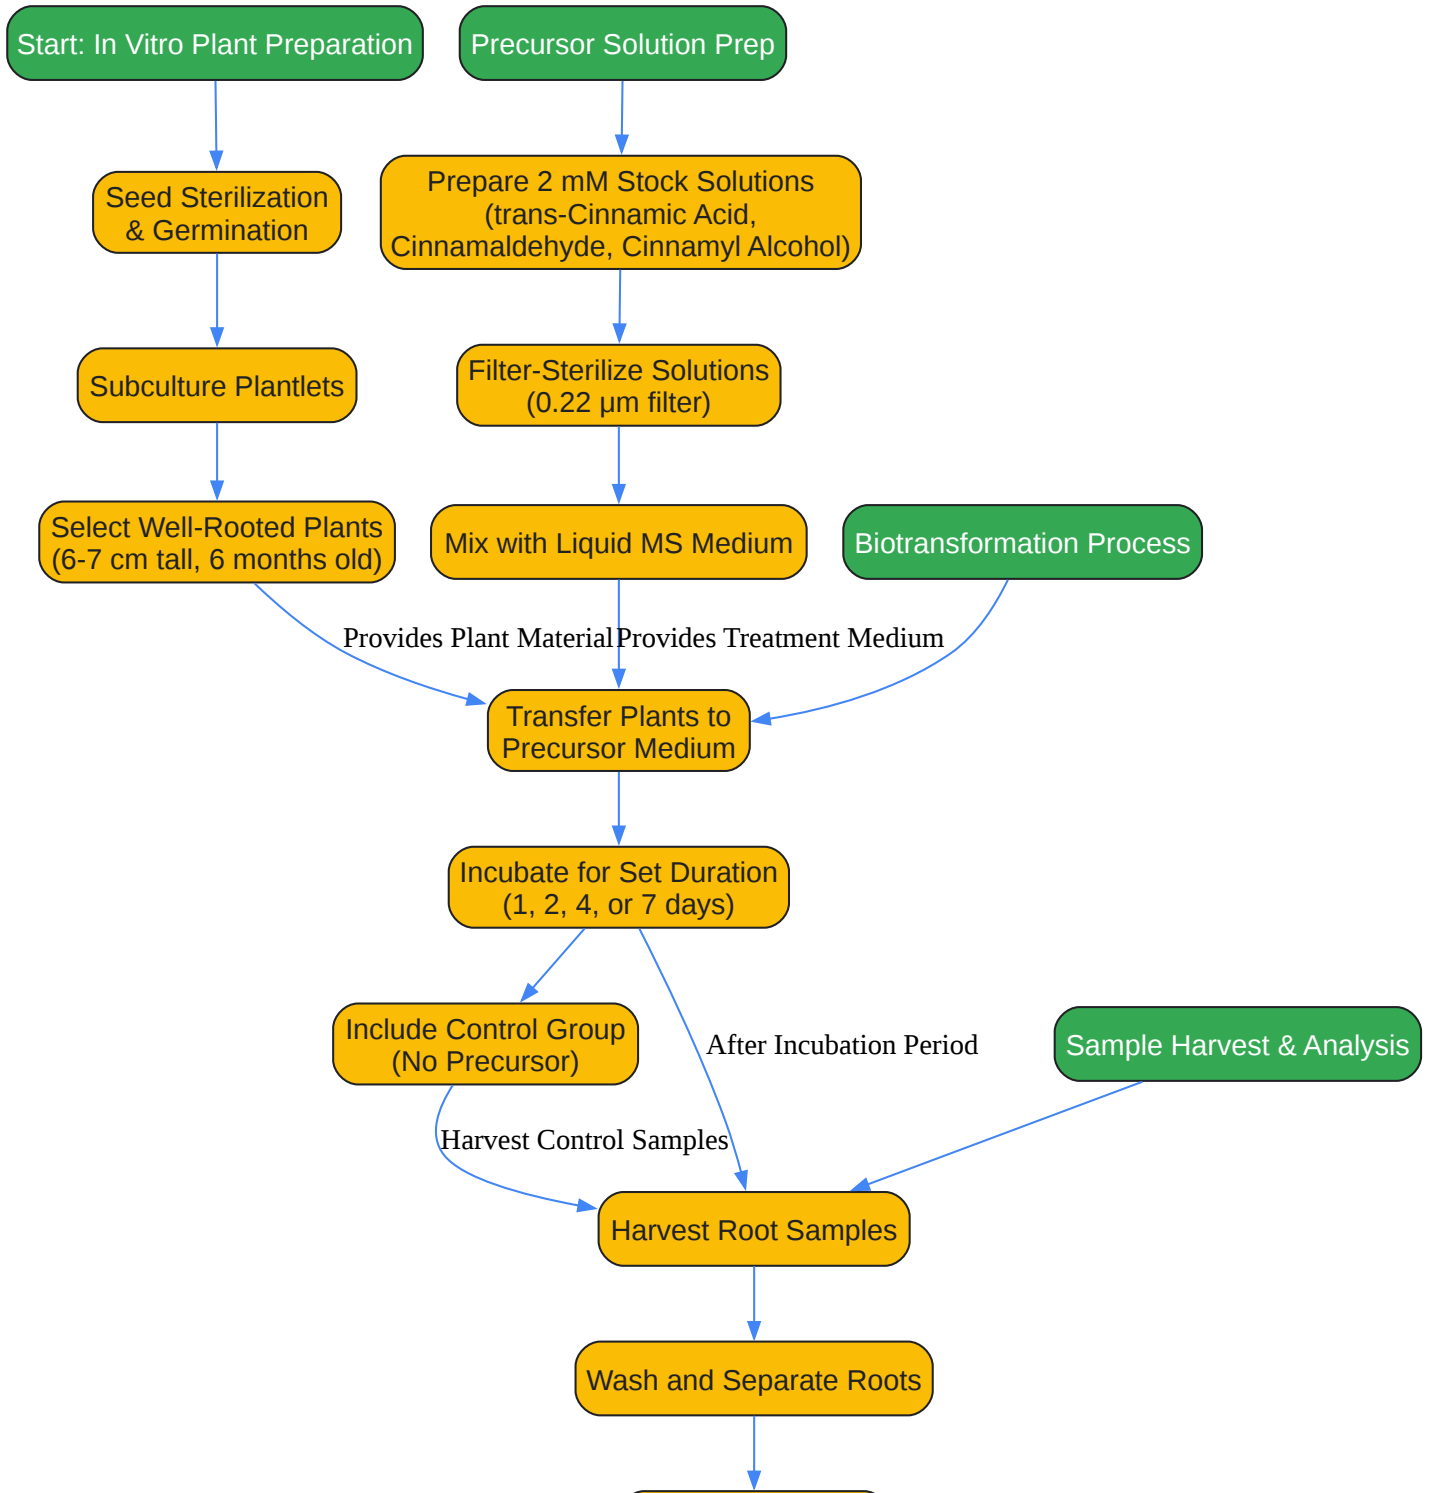 Start: In Vitro Plant Preparation
Precursor Solution Prep
Seed Sterilization
& Germination
Prepare 2 mM Stock Solutions
(trans-Cinnamic Acid,
Cinnamaldehyde, Cinnamyl Alcohol)
Subculture Plantlets
Filter-Sterilize Solutions
(0.22 μm filter)
Select Well-Rooted Plants
(6-7 cm tall, 6 months old)
Mix with Liquid MS Medium
Biotransformation Process
Provides Plant Material
Provides Treatment Medium
Transfer Plants to
Precursor Medium
Incubate for Set Duration
(1, 2, 4, or 7 days)
Include Control Group
(No Precursor)
After Incubation Period
Sample Harvest & Analysis
Harvest Control Samples
Harvest Root Samples
Wash and Separate Roots